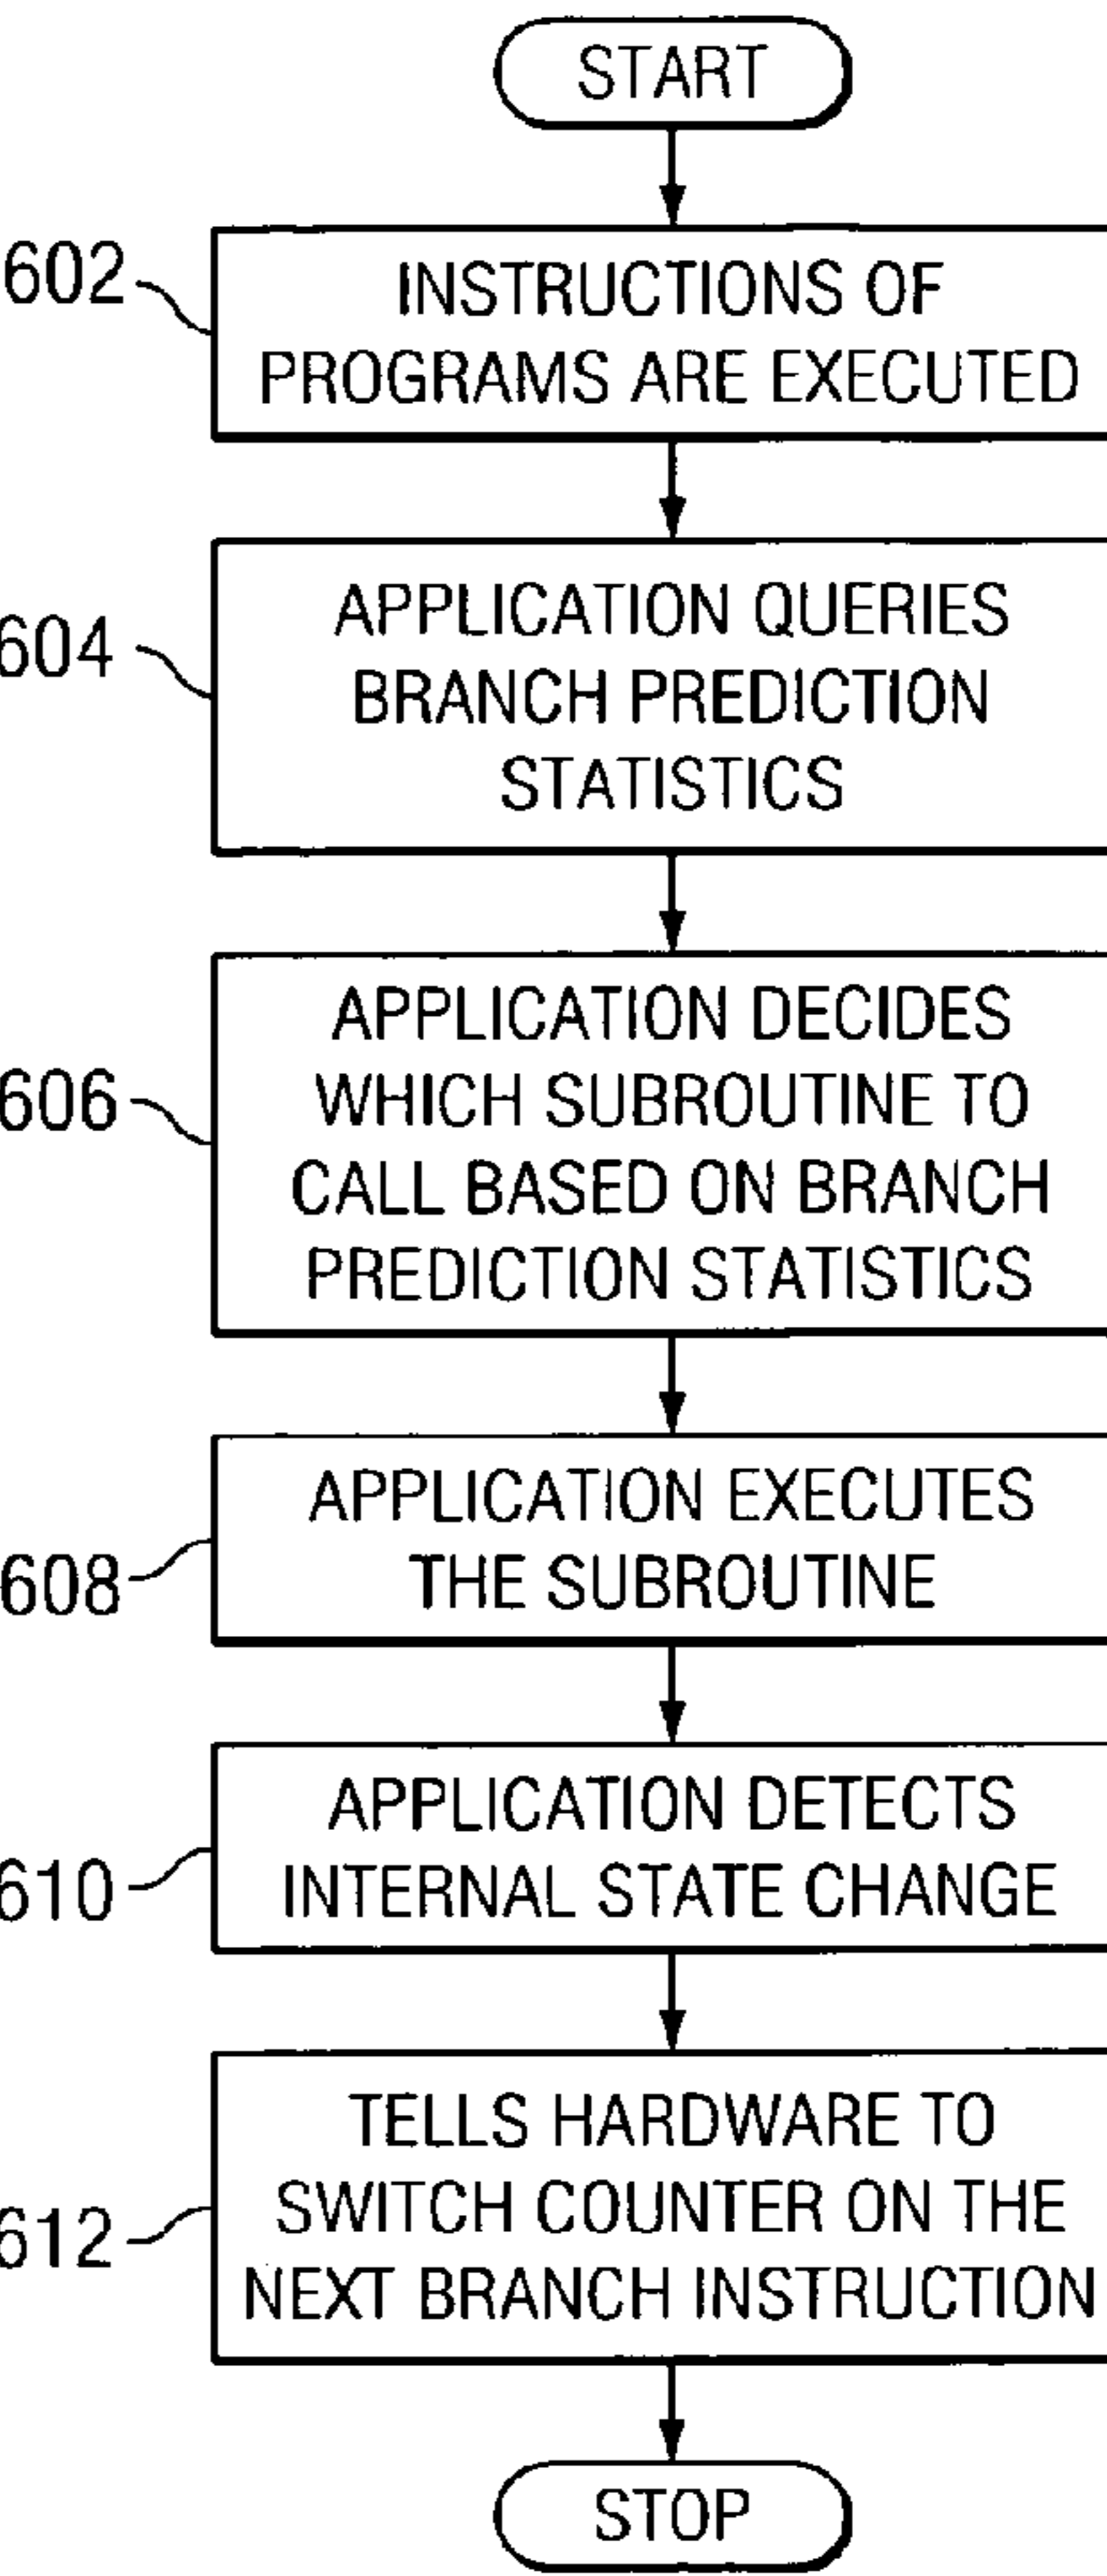 START
602
INSTRUCTIONS OF
PROGRAMS ARE EXECUTED
604
APPLICATION QUERIES
BRANCH PREDICTION
STATISTICS
606
APPLICATION DECIDES
WHICH SUBROUTINE TO
CALL BASED ON BRANCH
PREDICTION STATISTICS
608
APPLICATION EXECUTES
THE SUBROUTINE
610
APPLICATION DETECTS
INTERNAL STATE CHANGE
612
TELLS HARDWARE TO
SWITCH COUNTER ON THE
NEXT BRANCH INSTRUCTION
STOP